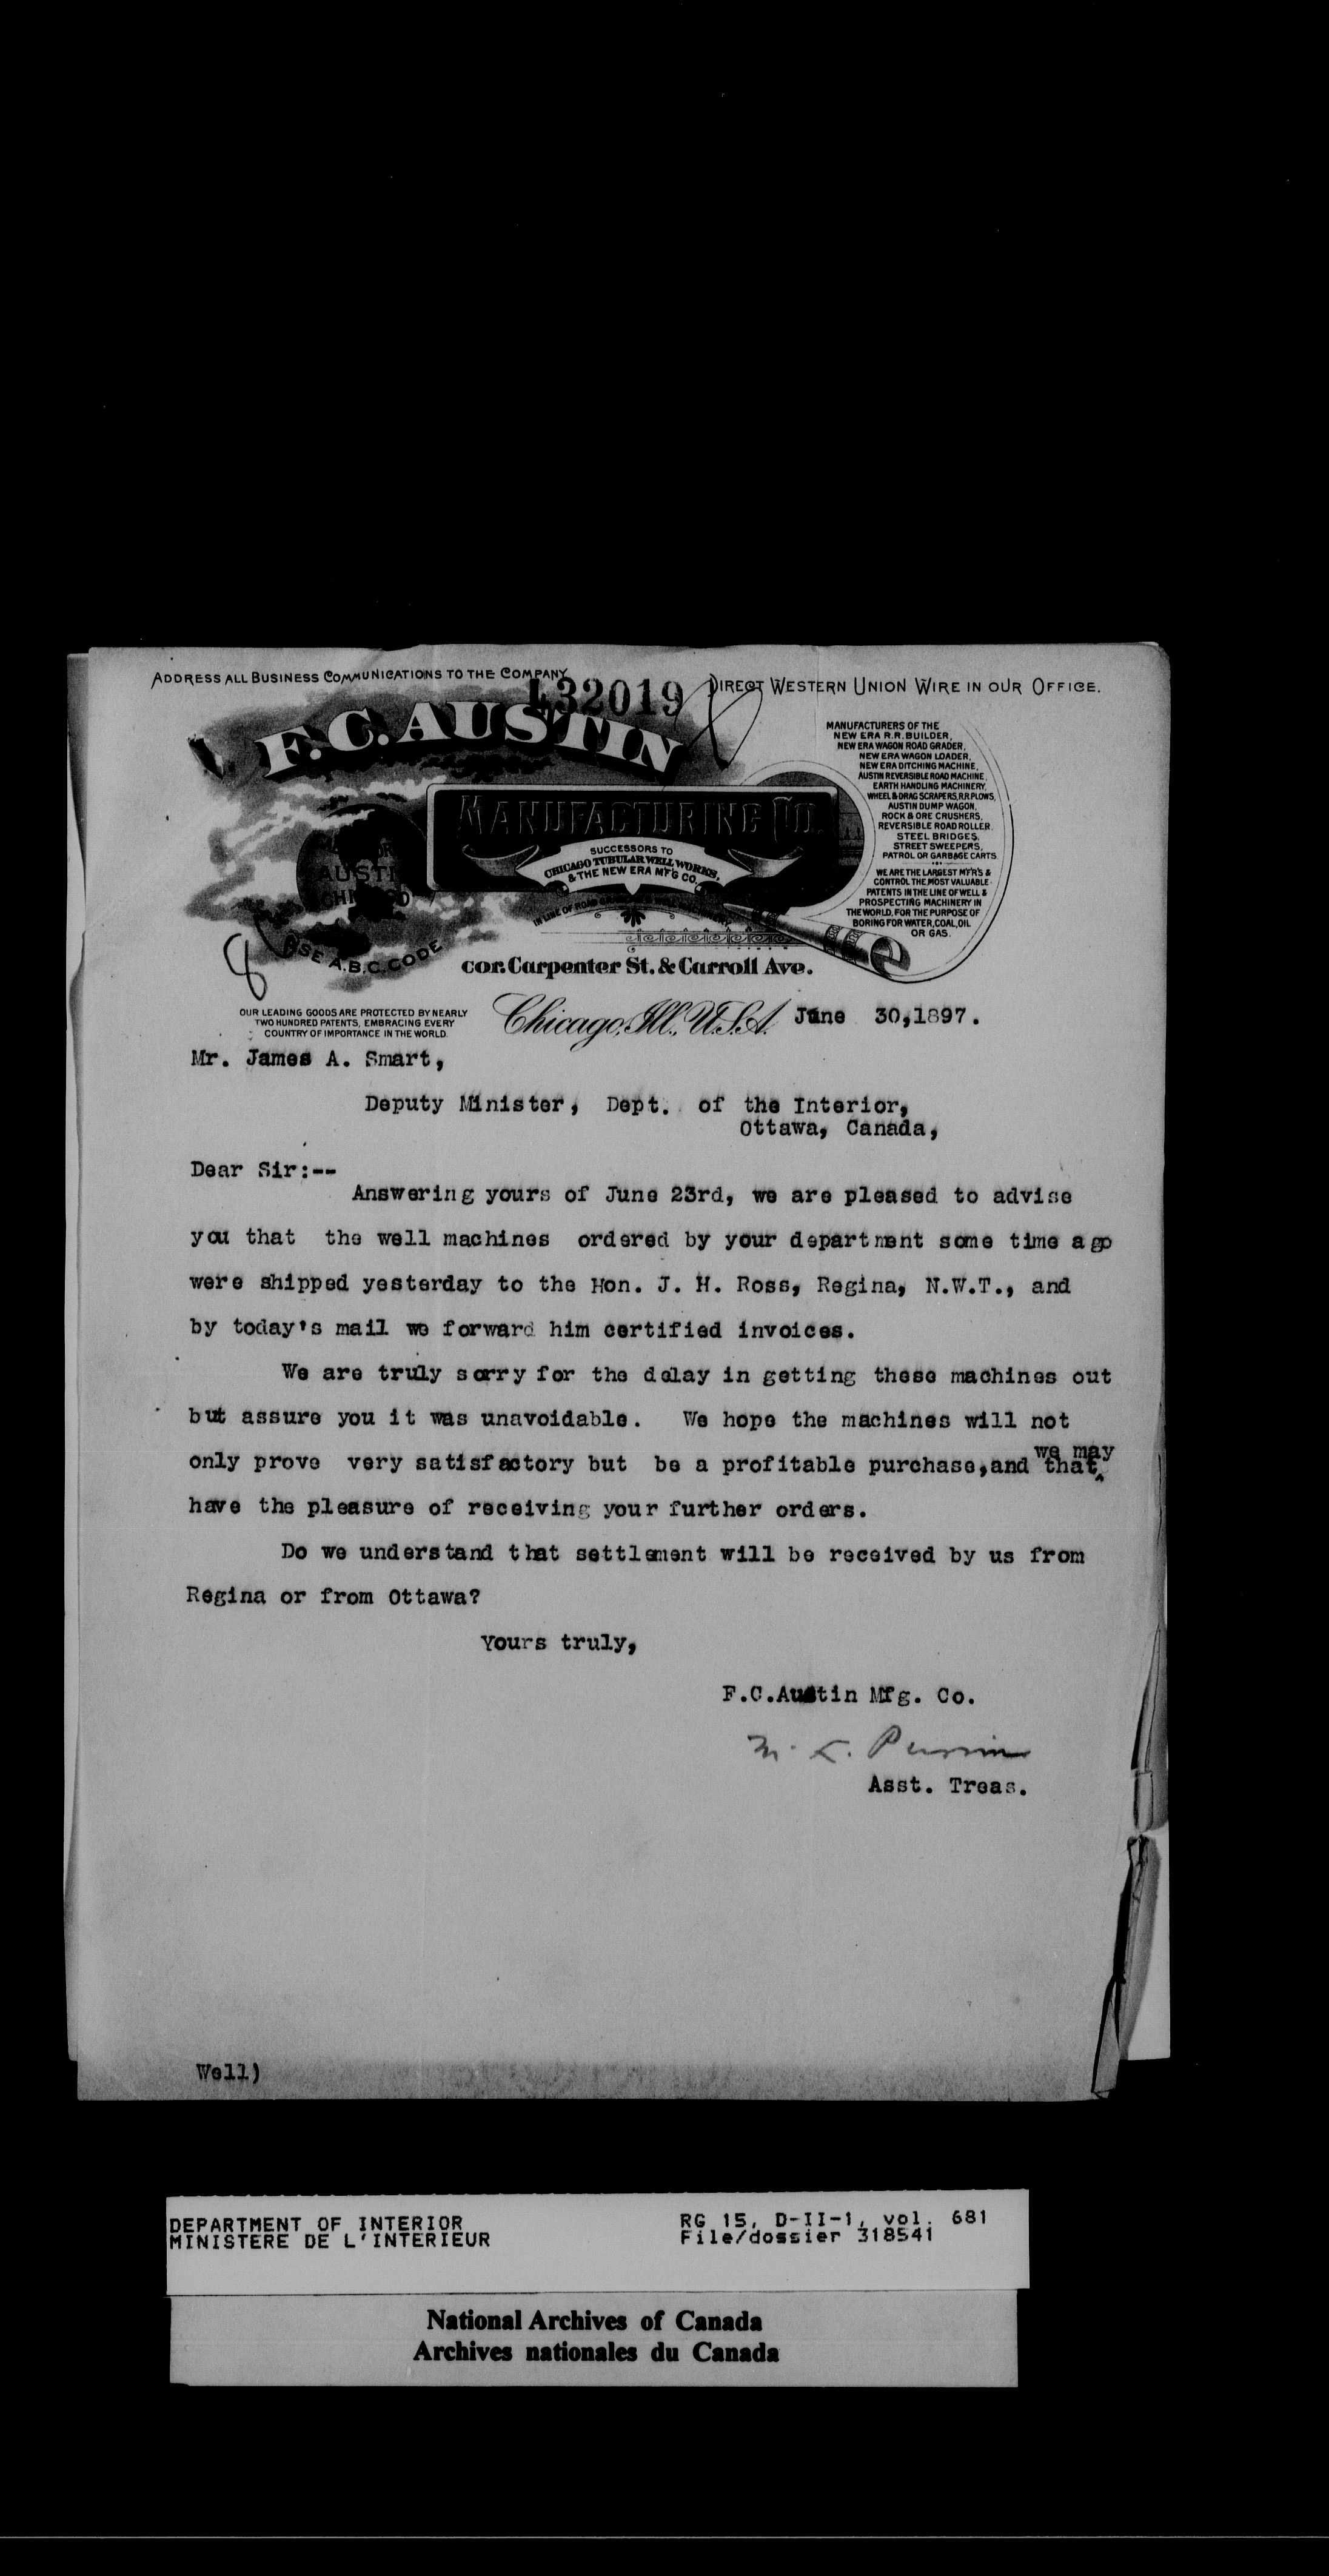 ADDRESS ALL BUSINESS COMMUNICATIONS TO THE COMPANY
432019
DIRECT WESTERN UNION WIRE IN OUR OFFICE.
F.C. AUSTIN
MANUFACTURING CO.
SUCCESSORS TO
CHICAGO TUBULAR WELL WORKS,
& THE NEW ERA M'F'G CO.
IN LINE OF ROAD
AUSTIN
CHICAGO
USE A.B.C. CODE
8
MANUFACTURERS OF THE
NEW ERA R.R. BUILDER,
NEW ERA WAGON ROAD GRADER,
NEW ERA WAGON LOADER,
NEW ERA DITCHING MACHINE,
AUSTIN REVERSIBLE ROAD MACHINE,
EARTH HANDLING MACHINERY,
WHEEL & DRAG SCRAPERS, R.R PLOWS,
AUSTIN DUMP WAGON,
ROCK & ORE CRUSHERS,
REVERSIBLE ROAD ROLLER,
STEEL BRIDGES,
STREET SWEEPERS,
PATROL OR GARBAGE CARTS.
WE ARE THE LARGEST M'F'R'S &
CONTROL THE MOST VALUABLE
PATENTS IN THE LINE OF WELL &
PROSPECTING MACHINERY IN
THE WORLD, FOR THE PURPOSE OF
BORING FOR WATER, COAL, OIL
OR GAS.
cor. Carpenter St. & Carroll Ave.
OUR LEADING GOODS ARE PROTECTED BY NEARLY
TWO HUNDRED PATENTS, EMBRACING EVERY
COUNTRY OF IMPORTANCE IN THE WORLD.
Chicago, Ill., U.S.A. June 30,1897.
Mr. James A. Smart,
Deputy Minister, Dept. of the Interior,
Ottawa, Canada,
Dear Sir:--
Answering yours of June 23rd, we are pleased to advise
you that the well machines ordered by your department some time ago
were shipped yesterday to the Hon. J. H. Ross, Regina, N.W.T., and
by today's mail we forward him certified invoices.
We are truly sorry for the delay in getting these machines out
but assure you it was unavoidable. We hope the machines will not
only prove very satisfactory but be a profitable purchase,and that we may
have the pleasure of receiving your further orders.
Do we understand that settlement will be received by us from
Regina or from Ottawa?
Yours truly,
F.C.Austin Mfg. Co.
Asst. Treas.
Well)
DEPARTMENT OF INTERIOR
MINISTERE DE L'INTERIEUR
RG 15, D-II-1, vol. 681
File/dossier 318541
National Archives of Canada
Archives nationales du Canada